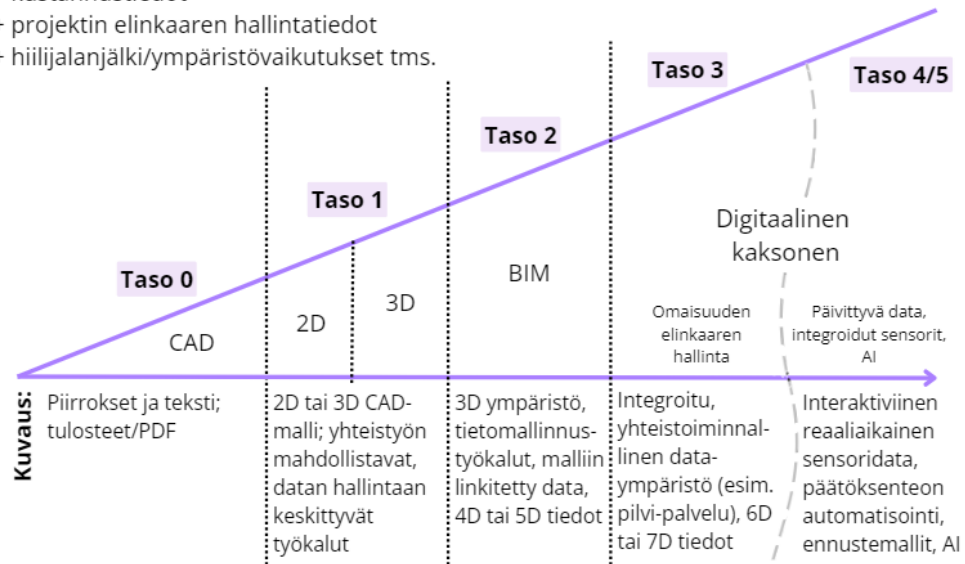 - projektin elinkaaren hallintatiedot
- hiilijalanjälki/ympäristövaikutukset tms.
Taso 0
Taso 1
Taso 2
Taso 3
Taso 4/5
CAD
2D
3D
BIM
Digitaalinen
kaksonen
Omaisuuden
elinkaaren
hallinta
Päivittyvä data,
integroidut sensorit,
AI
Kuvaus:
Piirrokset ja teksti;
tulosteet/PDF
2D tai 3D CAD-
malli; yhteistyön
mahdollistavat,
datan hallintaan
keskittyvät
työkalut
3D ympäristö,
tietomallinnus-
työkalut, malliin
linkitetty data,
4D tai 5D tiedot
Integroitu,
yhteistoiminnal-
linen data-
ympäristö (esim.
pilvi-palvelu), 6D
tai 7D tiedot
Interaktiviinen
reaaliaikainen
sensoridata,
päätöksenteon
automatisointi,
ennustemallit, AI